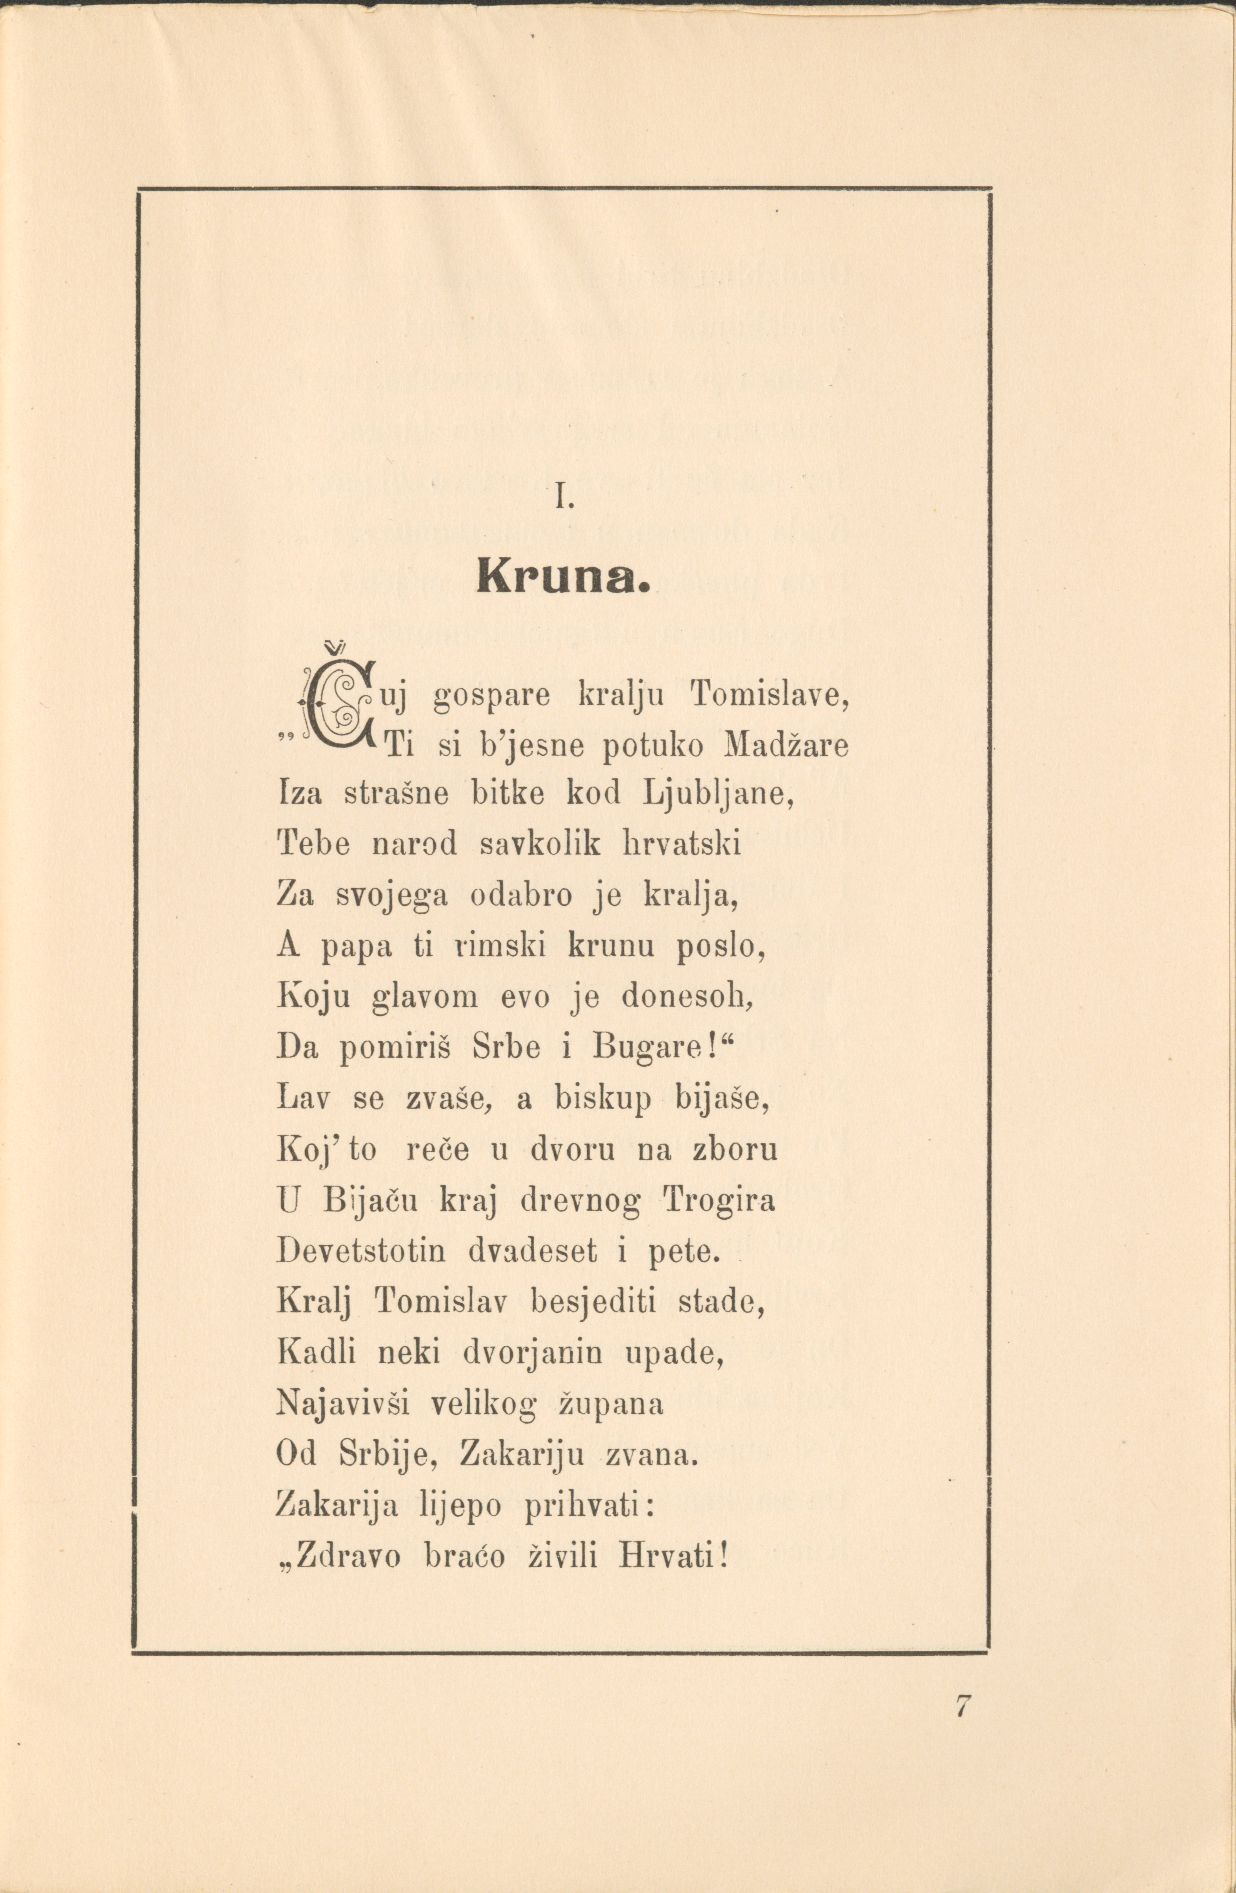 I.
Kruna.
„Čuj gospare kralju Tomislave,
Ti si b’jesne potuko Madžare
Iza strašne bitke kod Ljubljane,
Tebe narod savkolik hrvatski
Za svojega odabro je kralja,
A papa ti rimski krunu poslo,
Koju glavom evo je donesoh,
Da pomiriš Srbe i Bugare!“
Lav se zvaše, a biskup bijaše,
Koj’ to reče u dvoru na zboru
U Bijaču kraj drevnog Trogira
Devetstotin dvadeset i pete.
Kralj Tomislav besjediti stade,
Kadli neki dvorjanin upade,
Najavivši velikog župana
Od Srbije, Zakariju zvana.
Zakarija lijepo prihvati:
„Zdravo braćo živili Hrvati!
7